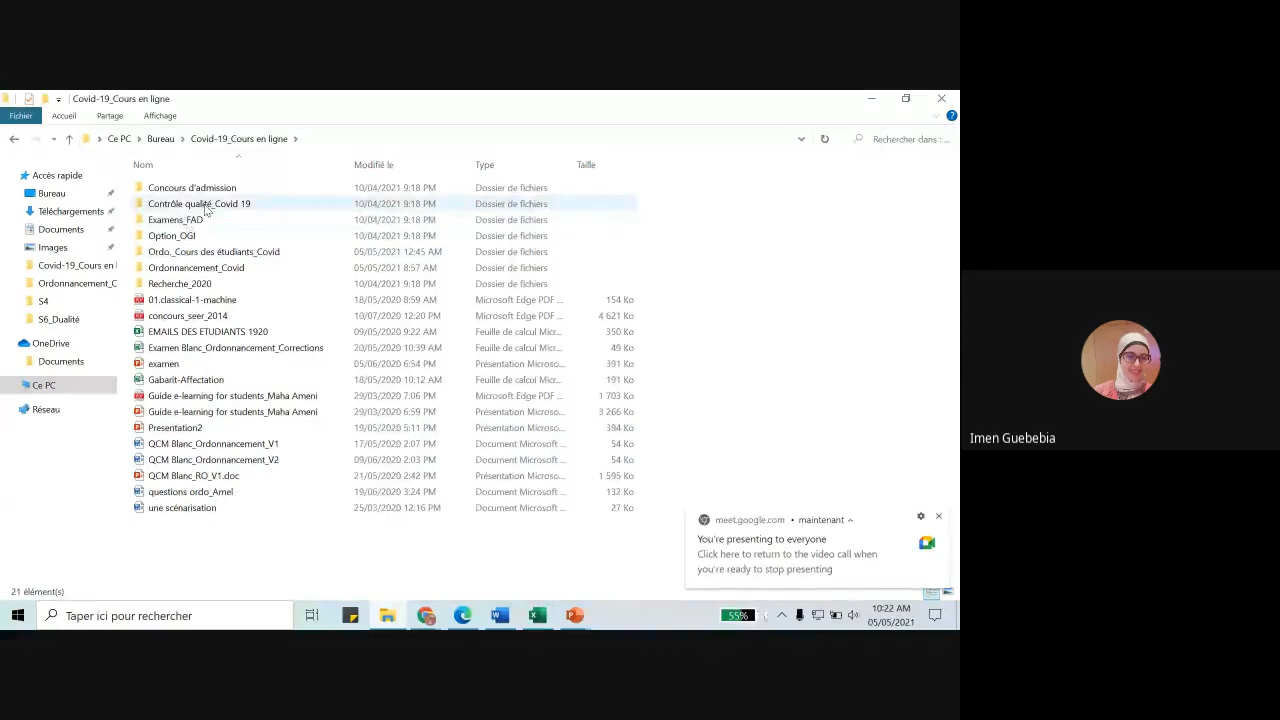 Covid-19_Cours en ligne
Fichier Accueil Partage Affichage
Ce PC Bureau Covid-19_Cours en ligne Rechercher dans : ...
Nom Modifié le Type Taille
Accès rapide
Bureau
Téléchargements
Documents
Images
Covid-19_Cours en l
Ordonnancement_C
S4
S6_Dualité
OneDrive
Documents
Ce PC
Réseau
Concours d'admission 10/04/2021 9:18 PM Dossier de fichiers
Contrôle qualité_Covid 19 10/04/2021 9:18 PM Dossier de fichiers
Examens_FAD 10/04/2021 9:18 PM Dossier de fichiers
Option_OGI 10/04/2021 9:18 PM Dossier de fichiers
Ordo._Cours des étudiants_Covid 05/05/2021 12:45 AM Dossier de fichiers
Ordonnancement_Covid 05/05/2021 8:57 AM Dossier de fichiers
Recherche_2020 10/04/2021 9:18 PM Dossier de fichiers
01.classical-1-machine 18/05/2020 8:59 AM Microsoft Edge PDF ... 154 Ko
concours_seer_2014 10/07/2020 12:20 PM Microsoft Edge PDF ... 4 621 Ko
EMAILS DES ETUDIANTS 1920 09/05/2020 9:22 AM Feuille de calcul Micr... 350 Ko
Examen Blanc_Ordonnancement_Corrections 20/05/2020 10:39 AM Feuille de calcul Micr... 49 Ko
examen 05/06/2020 6:54 PM Présentation Microso... 391 Ko
Gabarit-Affectation 18/05/2020 10:12 AM Feuille de calcul Micr... 191 Ko
Guide e-learning for students_Maha Ameni 29/03/2020 7:06 PM Microsoft Edge PDF ... 1 703 Ko
Guide e-learning for students_Maha Ameni 29/03/2020 6:59 PM Présentation Microso... 3 266 Ko
Presentation2 19/05/2020 5:11 PM Présentation Microso... 394 Ko
QCM Blanc_Ordonnancement_V1 17/05/2020 2:07 PM Document Microsoft ... 54 Ko
QCM Blanc_Ordonnancement_V2 09/06/2020 2:03 PM Document Microsoft ... 54 Ko
QCM Blanc_RO_V1.doc 21/05/2020 2:42 PM Présentation Microso... 1 595 Ko
questions ordo_Amel 19/06/2020 3:24 PM Document Microsoft ... 132 Ko
une scénarisation 25/03/2020 12:16 PM Document Microsoft ... 27 Ko
meet.google.com • maintenant
You're presenting to everyone
Click here to return to the video call when
you're ready to stop presenting
21 élément(s)
Taper ici pour rechercher
55%
10:22 AM
05/05/2021
Imen Guebebia